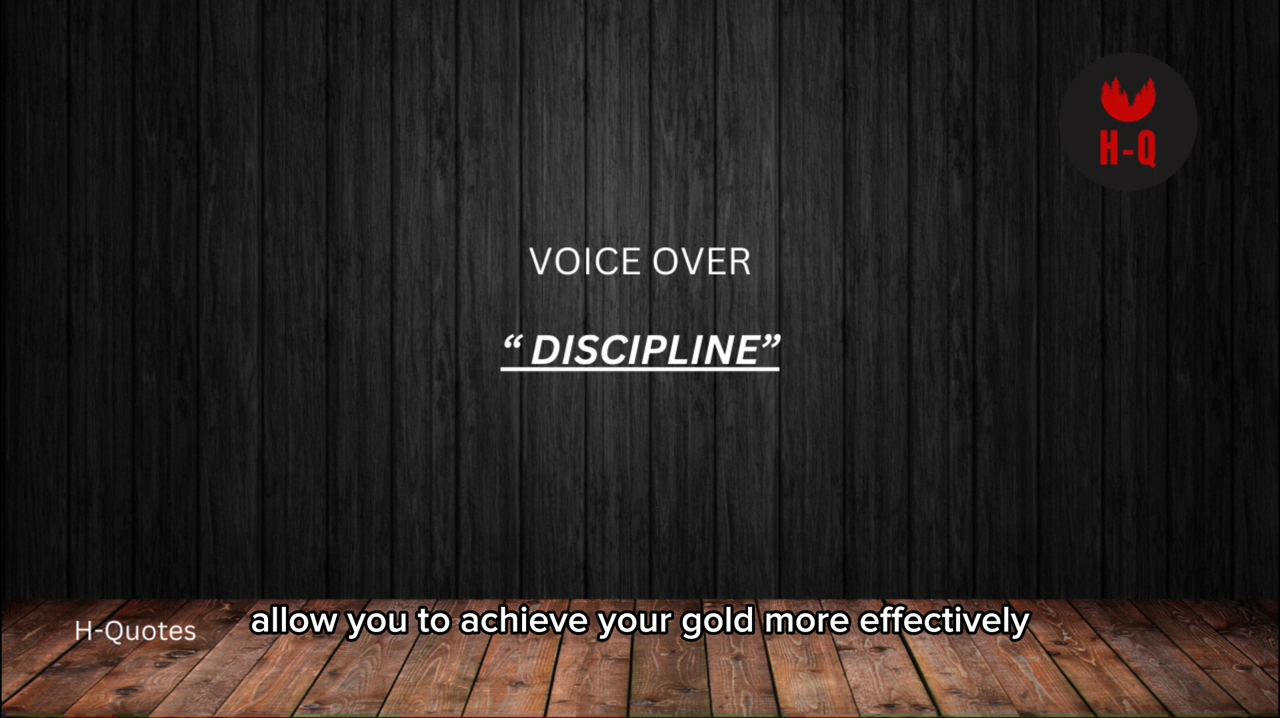 H-Q
VOICE OVER
“ DISCIPLINE”
allow you to achieve your gold more effectively
H-Quotes